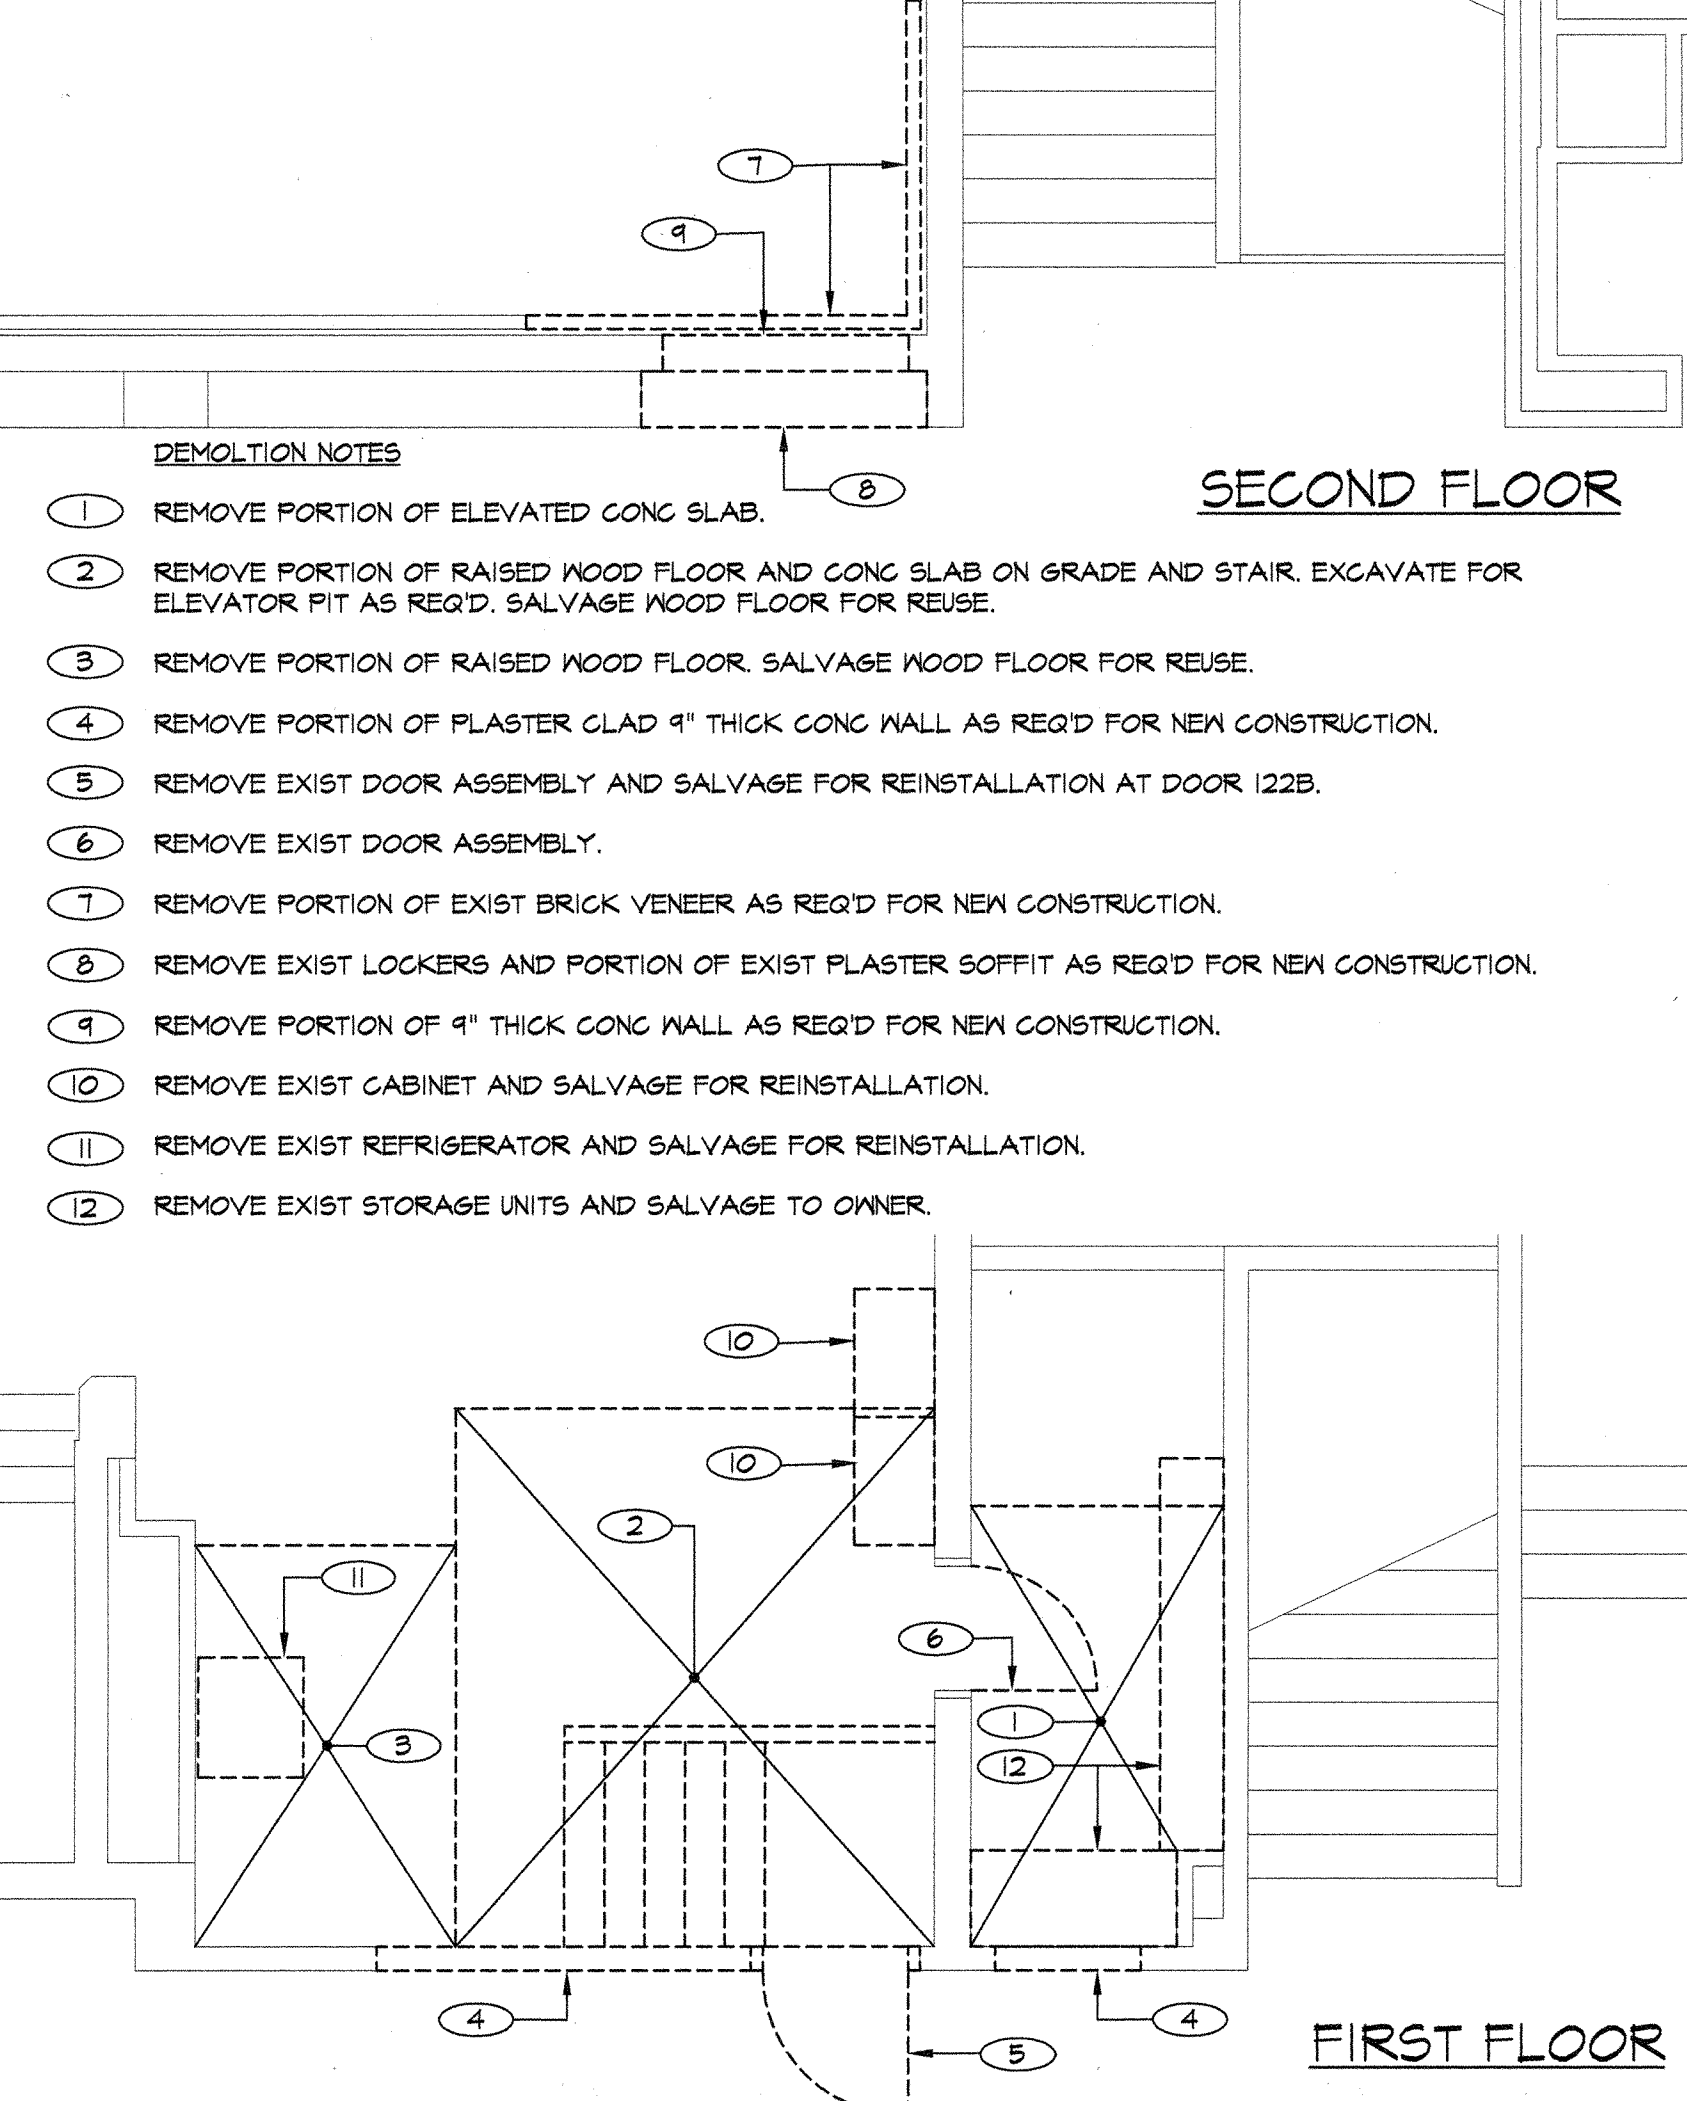 7
9
DEMOLTION NOTES
8
SECOND FLOOR
1 REMOVE PORTION OF ELEVATED CONC SLAB.
2 REMOVE PORTION OF RAISED WOOD FLOOR AND CONC SLAB ON GRADE AND STAIR. EXCAVATE FOR
ELEVATOR PIT AS REQ'D. SALVAGE WOOD FLOOR FOR REUSE.
3 REMOVE PORTION OF RAISED WOOD FLOOR. SALVAGE WOOD FLOOR FOR REUSE.
4 REMOVE PORTION OF PLASTER CLAD 9" THICK CONC WALL AS REQ'D FOR NEW CONSTRUCTION.
5 REMOVE EXIST DOOR ASSEMBLY AND SALVAGE FOR REINSTALLATION AT DOOR 122B.
6 REMOVE EXIST DOOR ASSEMBLY.
7 REMOVE PORTION OF EXIST BRICK VENEER AS REQ'D FOR NEW CONSTRUCTION.
8 REMOVE EXIST LOCKERS AND PORTION OF EXIST PLASTER SOFFIT AS REQ'D FOR NEW CONSTRUCTION.
9 REMOVE PORTION OF 9" THICK CONC WALL AS REQ'D FOR NEW CONSTRUCTION.
10 REMOVE EXIST CABINET AND SALVAGE FOR REINSTALLATION.
11 REMOVE EXIST REFRIGERATOR AND SALVAGE FOR REINSTALLATION.
12 REMOVE EXIST STORAGE UNITS AND SALVAGE TO OWNER.
10
10
2
11
6
1
3
12
4
4
5
FIRST FLOOR